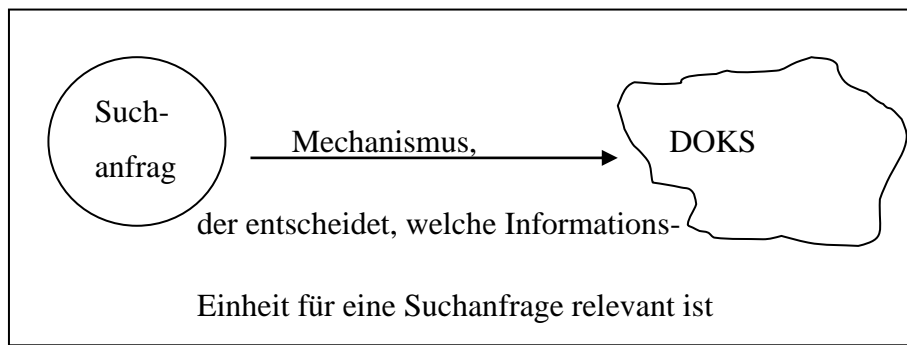 Such-
anfrag
Mechanismus,
DOKS
der entscheidet, welche Informations-
Einheit für eine Suchanfrage relevant ist